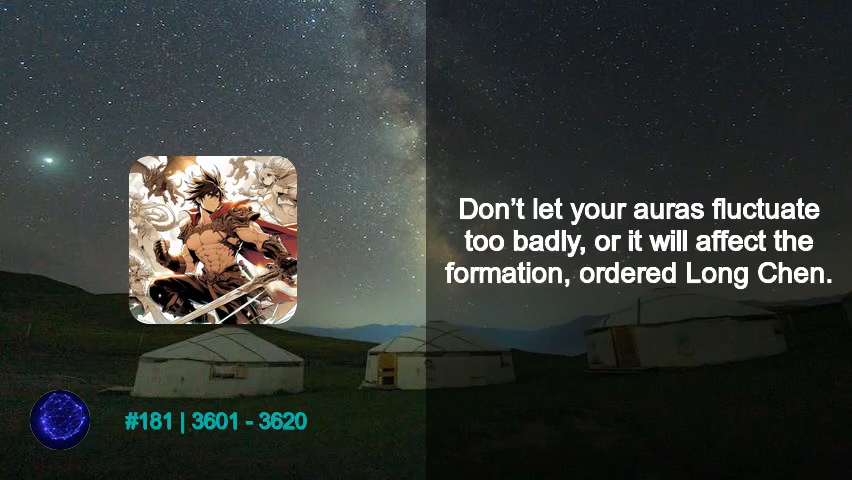 Don’t let your auras fluctuate
too badly, or it will affect the
formation, ordered Long Chen.
#181 | 3601 - 3620